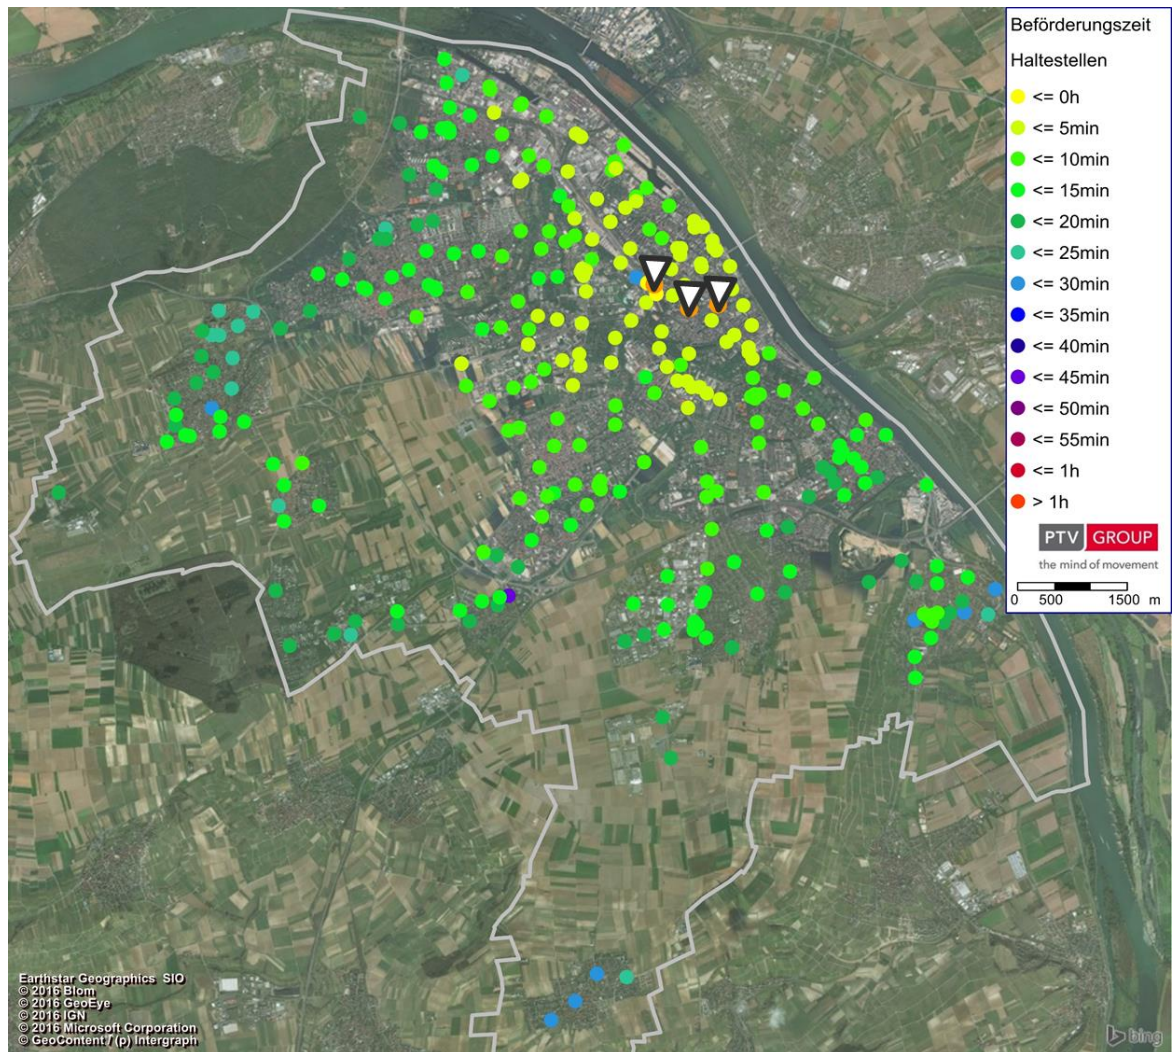 Beförderungszeit
Haltestellen
<= 0h
<= 5min
<= 10min
<= 15min
<= 20min
<= 25min
<= 30min
<= 35min
<= 40min
<= 45min
<= 50min
<= 55min
<= 1h
> 1h
PTV GROUP
the mind of movement
0 500 1500 m
Earthstar Geographics SIO
© 2016 Blom
© 2016 GeoEye
© 2016 IGN
© 2016 Microsoft Corporation
© GeoContent / (p) Intergraph
bing